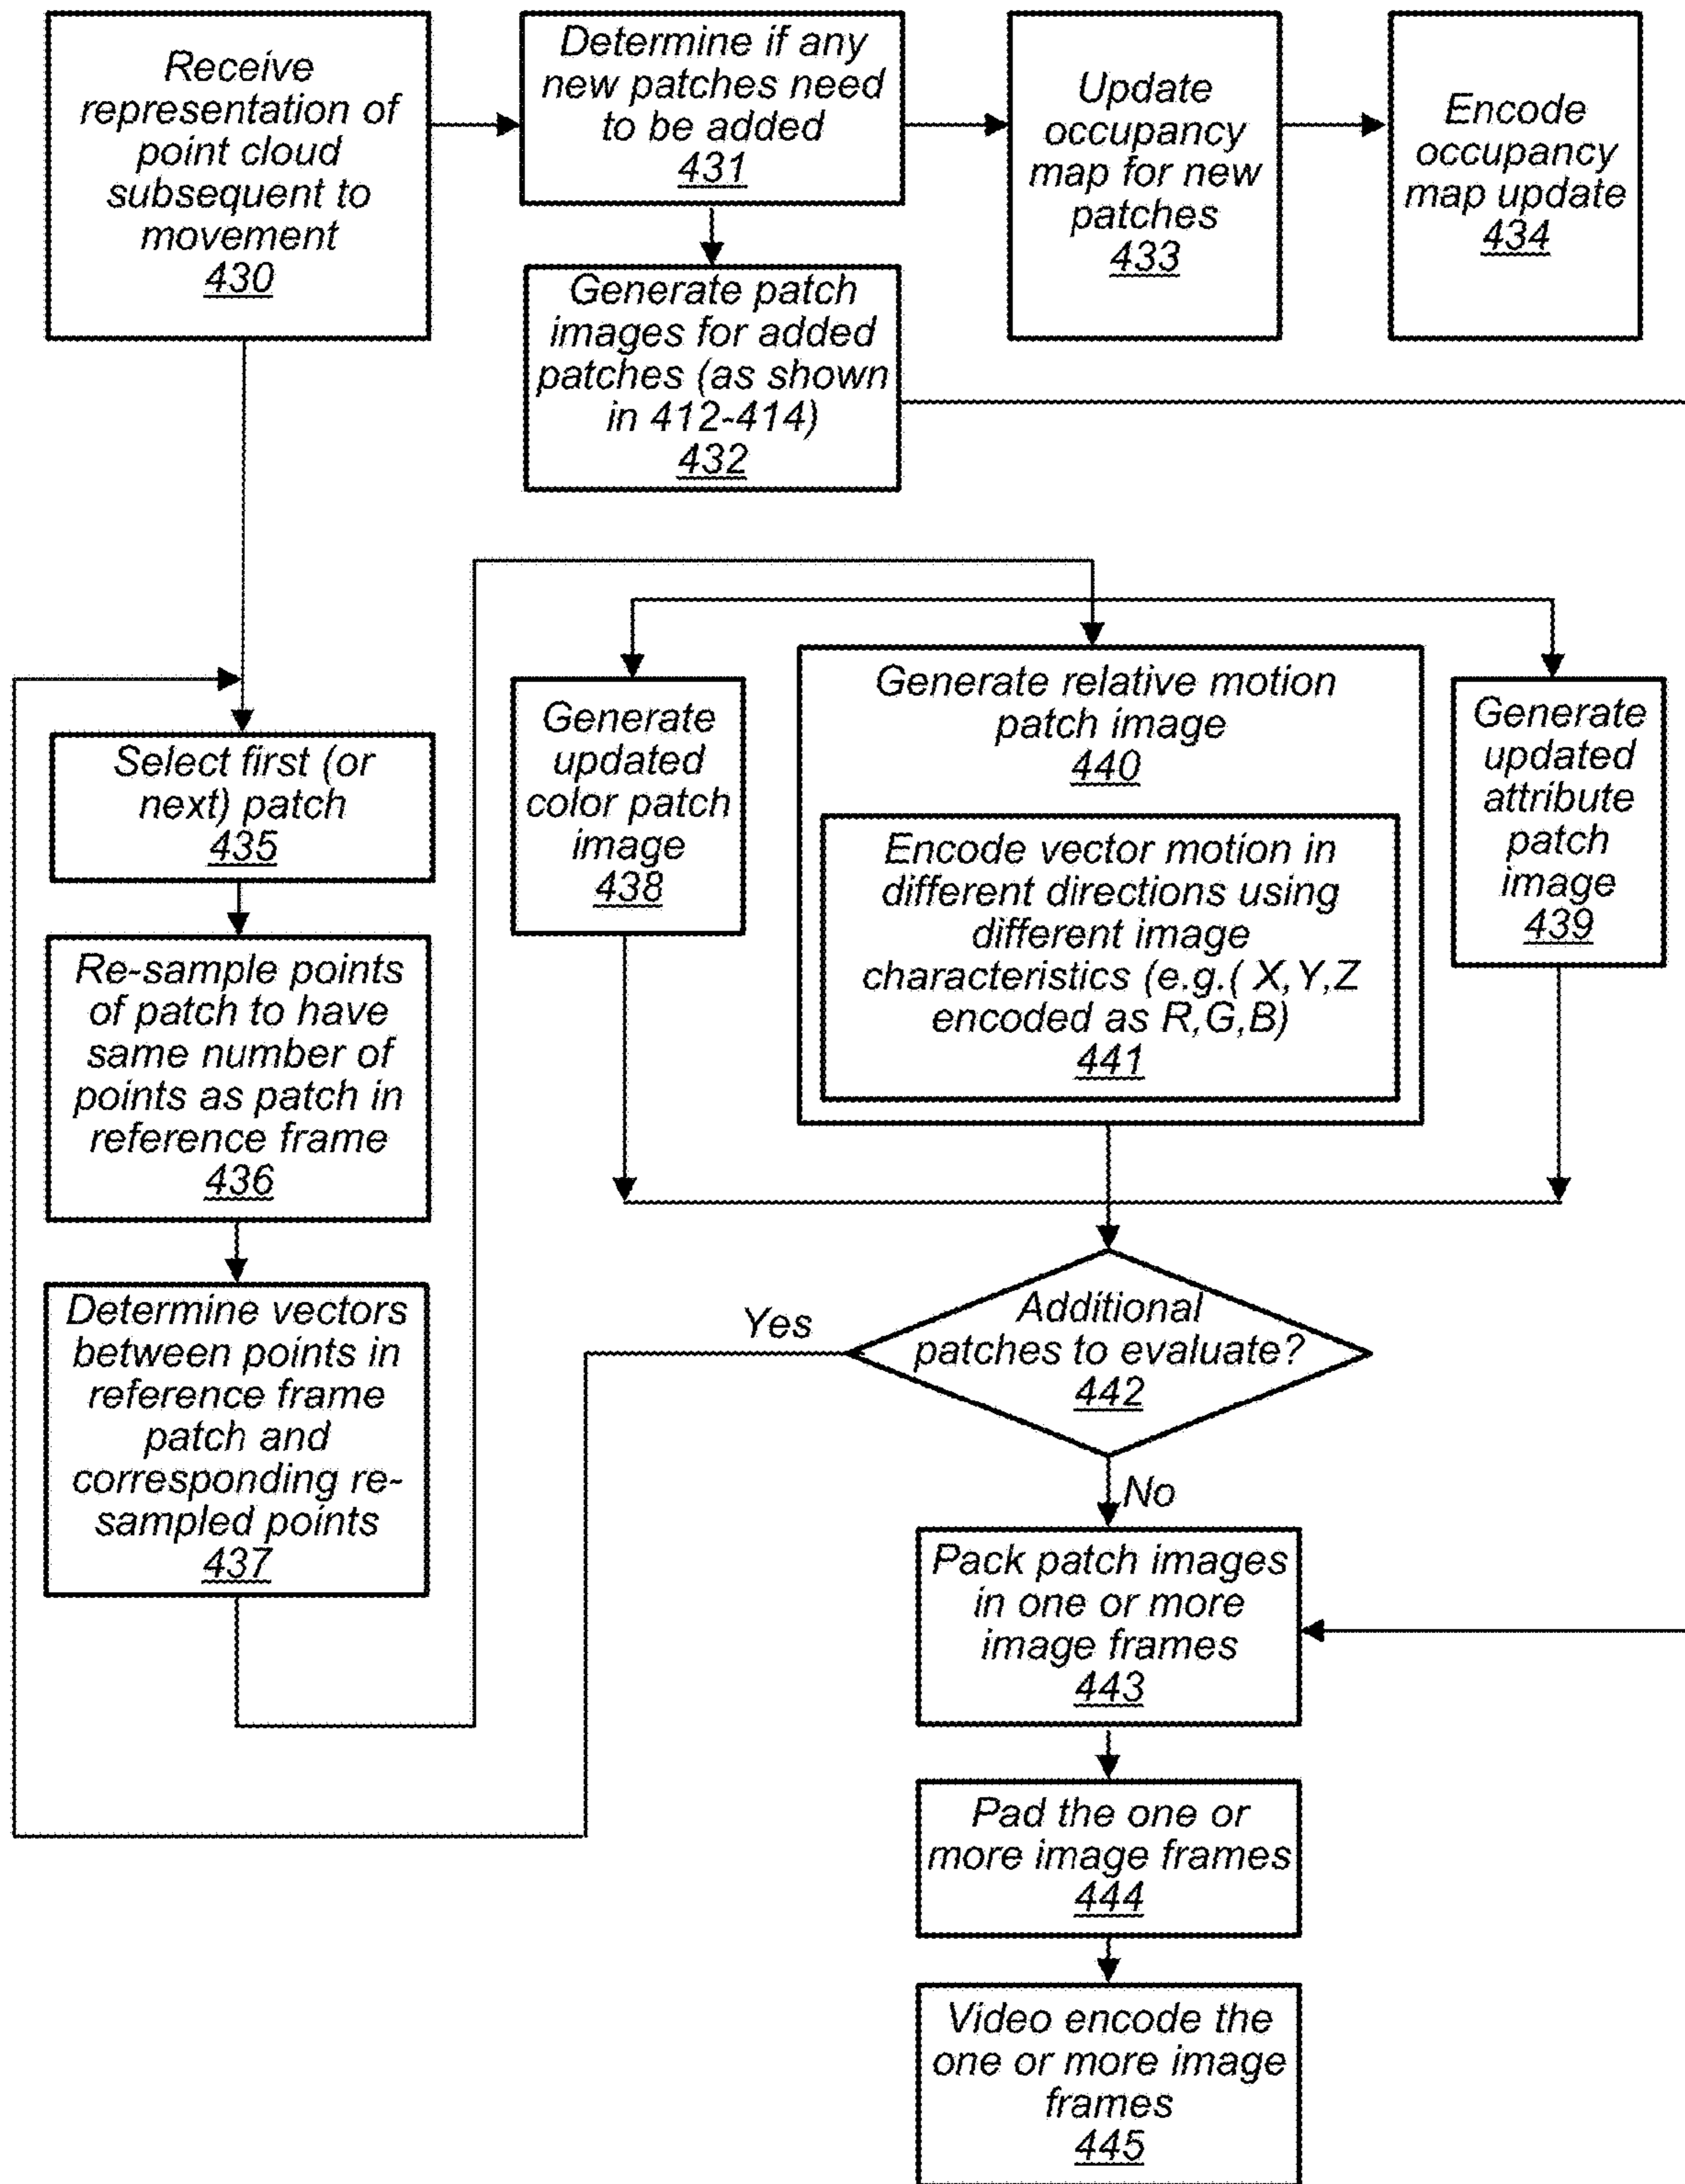 Receive
representation of
point cloud
subsequent to
movement
430
Determine if any
new patches need
to be added
431
Update
occupancy
map for new
patches
433
Encode
occupancy
map update
434
Generate patch
images for added
patches (as shown
in 412-414)
432
Select first (or
next) patch
435
Re-sample points
of patch to have
same number of
points as patch in
reference frame
436
Determine vectors
between points in
reference frame
patch and
corresponding re-
sampled points
437
Generate
updated
color patch
image
438
Generate relative motion
patch image
440
Encode vector motion in
different directions using
different image
characteristics (e.g.( X,Y,Z
encoded as R,G,B)
441
Generate
updated
attribute
patch
image
439
Additional
patches to evaluate?
442
Yes
No
Pack patch images
in one or more
image frames
443
Pad the one or
more image frames
444
Video encode the
one or more image
frames
445